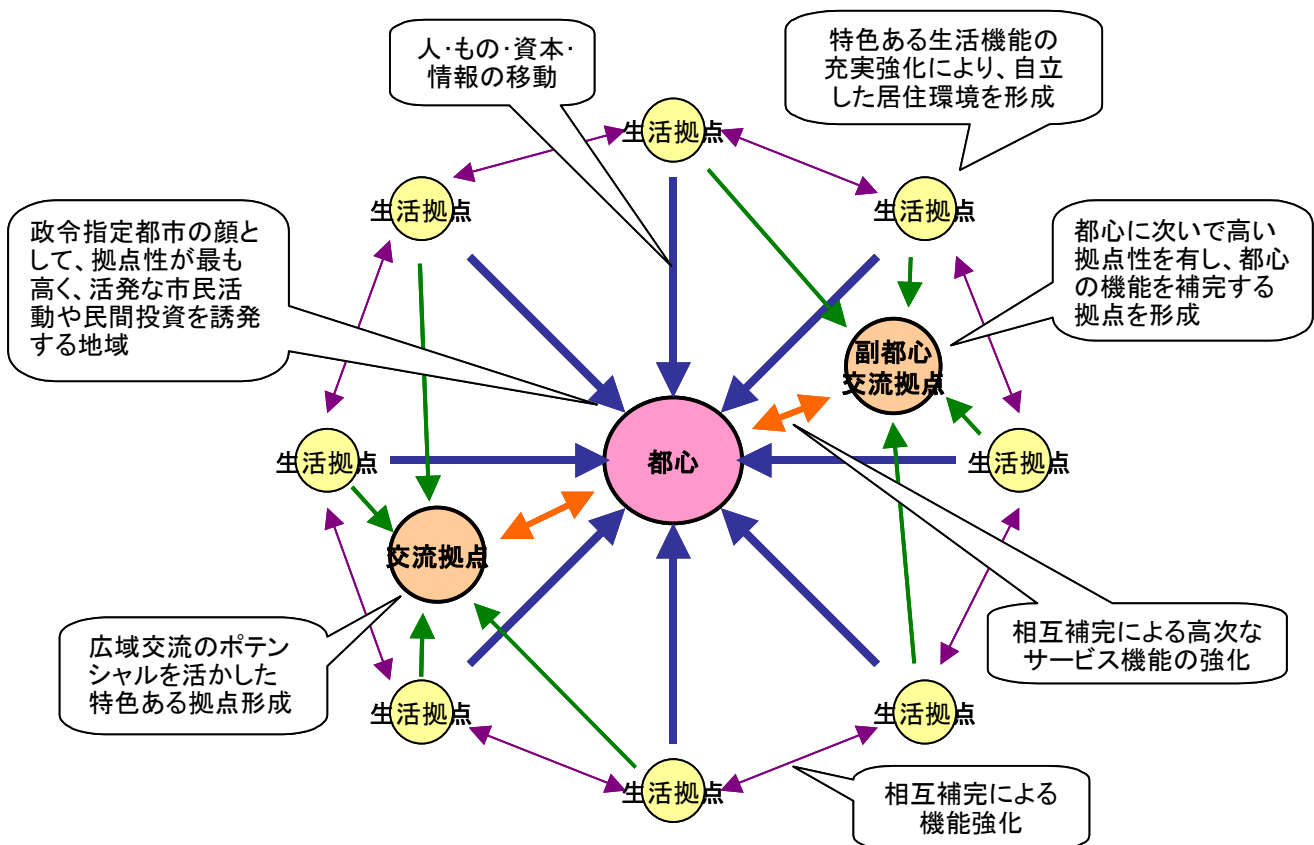 人・もの・資本・
情報の移動
特色ある生活機能の
充実強化により、自立
した居住環境を形成
生活拠点
生活拠点
生活拠点
政令指定都市の顔と
して、拠点性が最も
高く、活発な市民活
動や民間投資を誘発
する地域
都心に次いで高い
拠点性を有し、都心
の機能を補完する
拠点を形成
副都心
交流拠点
生活拠点
都心
生活拠点
交流拠点
広域交流のポテン
シャルを活かした
特色ある拠点形成
相互補完による高次な
サービス機能の強化
生活拠点
生活拠点
生活拠点
相互補完による
機能強化